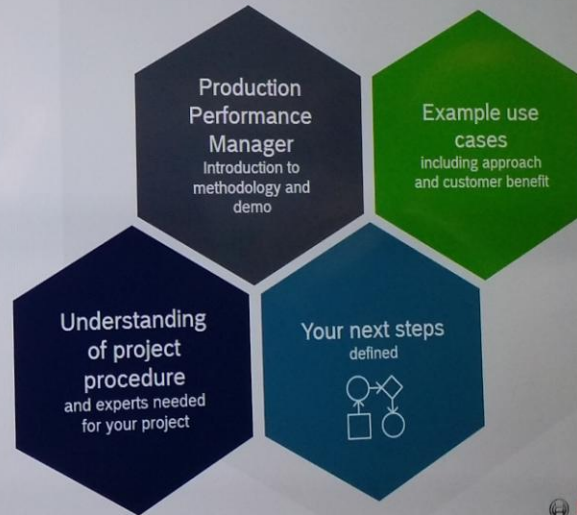 Production
Performance
Manager
Introduction to
methodology and
demo
Example use
cases
including approach
and customer benefit
Understanding
of project
procedure
and experts needed
for your project
Your next steps
defined